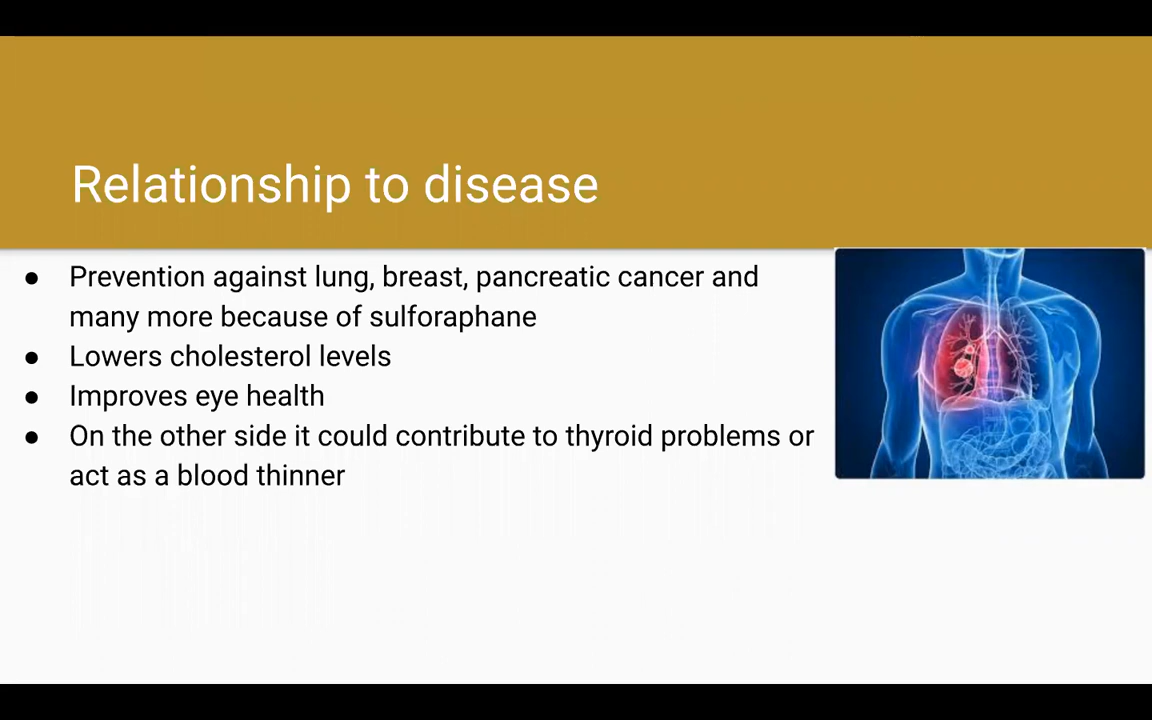 Relationship to disease
● Prevention against lung, breast, pancreatic cancer and
many more because of sulforaphane
● Lowers cholesterol levels
● Improves eye health
● On the other side it could contribute to thyroid problems or
act as a blood thinner